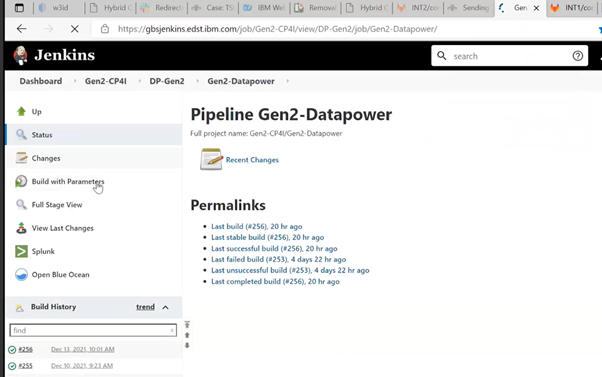 w3id
Hybrid C
Redirect
Case: TS
IBM Wel
Removal
Hybrid C
INT2/co
Sending
Gen
INT1/co
https://gbsjenkins.edst.ibm.com/job/Gen2-CP4I/view/DP-Gen2/job/Gen2-Datapower/
Jenkins
search
Dashboard Gen2-CP4I DP-Gen2 Gen2-Datapower
Up
Status
Changes
Build with Parameters
Full Stage View
View Last Changes
Splunk
Open Blue Ocean
Build History trend
find x
#256 Dec 13, 2021, 10:01 AM
#255 Dec 10, 2021, 9:23 AM
Pipeline Gen2-Datapower
Full project name: Gen2-CP4I/Gen2-Datapower
Recent Changes
Permalinks
Last build (#256), 20 hr ago
Last stable build (#256), 20 hr ago
Last successful build (#256), 20 hr ago
Last failed build (#253), 4 days 22 hr ago
Last unsuccessful build (#253), 4 days 22 hr ago
Last completed build (#256), 20 hr ago